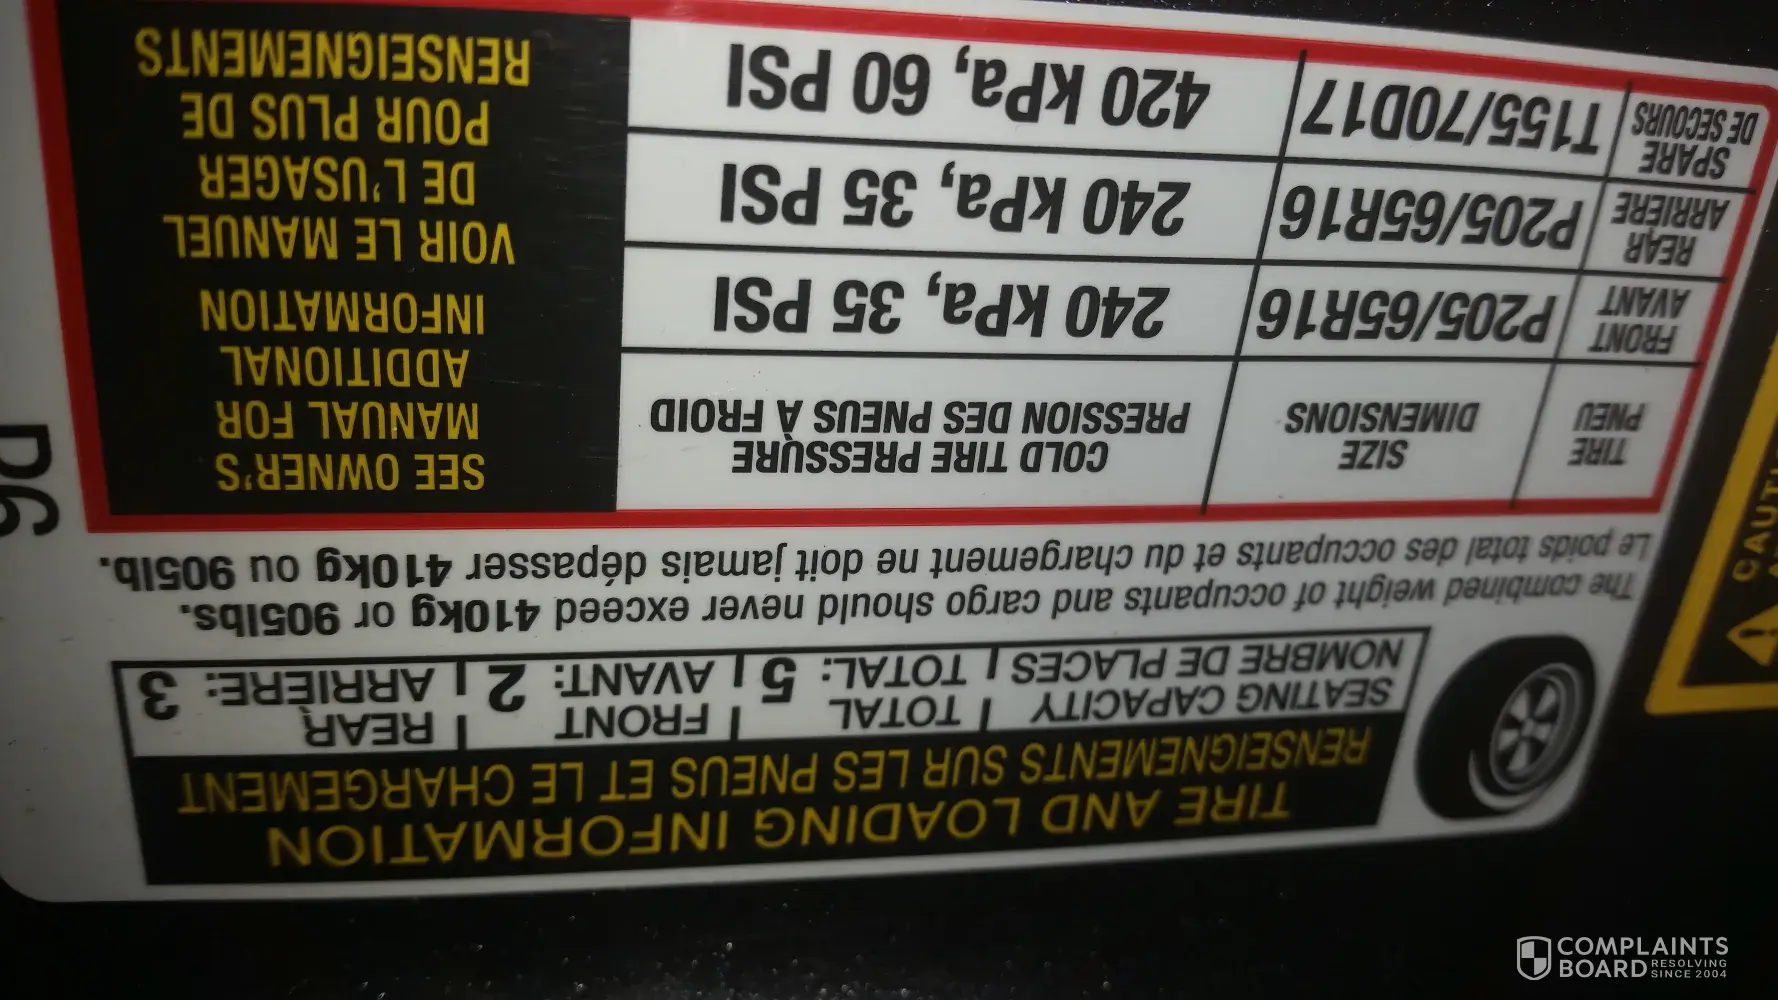 TIRE AND LOADING INFORMATION
RENSEIGNEMENTS SUR LES PNEUS ET LE CHARGEMENT
SEATING CAPACITY | TOTAL | FRONT | REAR
NOMBRE DE PLACES | TOTAL: 5 | AVANT: 2 | ARRIÈRE: 3
The combined weight of occupants and cargo should never exceed 410kg or 905lbs.
Le poids total des occupants et du chargement ne doit jamais dépasser 410kg ou 905lb.
TIRE
PNEU
SIZE
DIMENSIONS
COLD TIRE PRESSURE
PRESSION DES PNEUS À FROID
FRONT
AVANT
P205/65R16
240 kPa, 35 PSI
REAR
ARRIÈRE
P205/65R16
240 kPa, 35 PSI
SPARE
DE SECOURS
T155/70D17
420 kPa, 60 PSI
SEE OWNER'S
MANUAL FOR
ADDITIONAL
INFORMATION
VOIR LE MANUEL
DE L'USAGER
POUR PLUS DE
RENSEIGNEMENTS
COMPLAINTS
BOARD RESOLVING
SINCE 2004